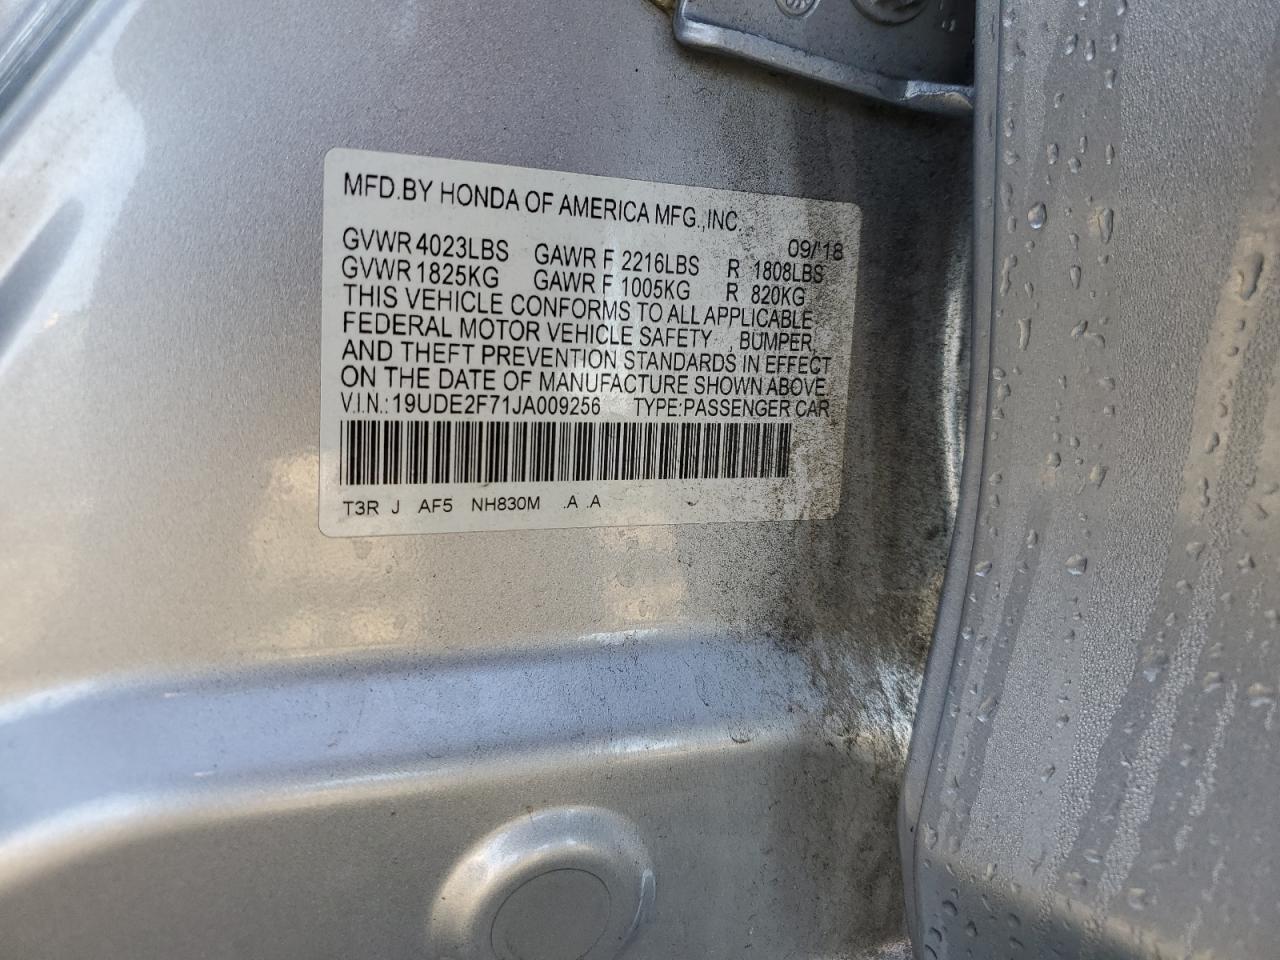 MFD.BY HONDA OF AMERICA MFG.,INC.
09/'18
GVWR 4023LBS GAWR F 2216LBS R 1808LBS
GVWR 1825KG GAWR F 1005KG R 820KG
THIS VEHICLE CONFORMS TO ALL APPLICABLE
FEDERAL MOTOR VEHICLE SAFETY , BUMPER,
AND THEFT PREVENTION STANDARDS IN EFFECT
ON THE DATE OF MANUFACTURE SHOWN ABOVE.
V.I.N.: 19UDE2F71JA009256 TYPE:PASSENGER CAR
T3R J AF5 NH830M .A .A